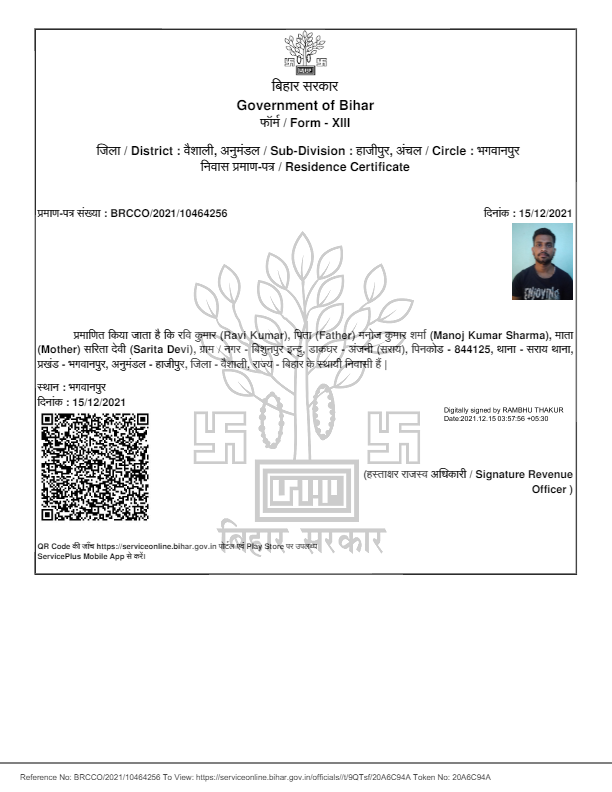 बिहार सरकार
Government of Bihar
फॉर्म / Form - XIII
जिला / District : वैशाली, अनुमंडल / Sub-Division : हाजीपुर, अंचल / Circle : भगवानपुर
निवास प्रमाण-पत्र / Residence Certificate
प्रमाण-पत्र संख्या : BRCCO/2021/10464256
दिनांक : 15/12/2021
ENJOYING
प्रमाणित किया जाता है कि रवि कुमार (Ravi Kumar), पिता (Father) मनोज कुमार शर्मा (Manoj Kumar Sharma), माता
(Mother) सरिता देवी (Sarita Devi), ग्राम / नगर - बिशुनपुर इन्दु, डाकघर - अंजनी (सराय), पिनकोड - 844125, थाना - सराय थाना,
प्रखंड - भगवानपुर, अनुमंडल - हाजीपुर, जिला - वैशाली, राज्य - बिहार के स्थायी निवासी हैं |
स्थान : भगवानपुर
दिनांक : 15/12/2021
Digitally signed by RAMBHU THAKUR
Date:2021.12.15 03:57:56 +05:30
(हस्ताक्षर राजस्व अधिकारी / Signature Revenue
Officer )
बिहार सरकार
QR Code की जाँच https://serviceonline.bihar.gov.in पोर्टल एवं Play Store पर उपलब्ध
ServicePlus Mobile App से करें।
Reference No: BRCCO/2021/10464256 To View: https://serviceonline.bihar.gov.in/officials//t/9QTsf/20A6C94A Token No: 20A6C94A